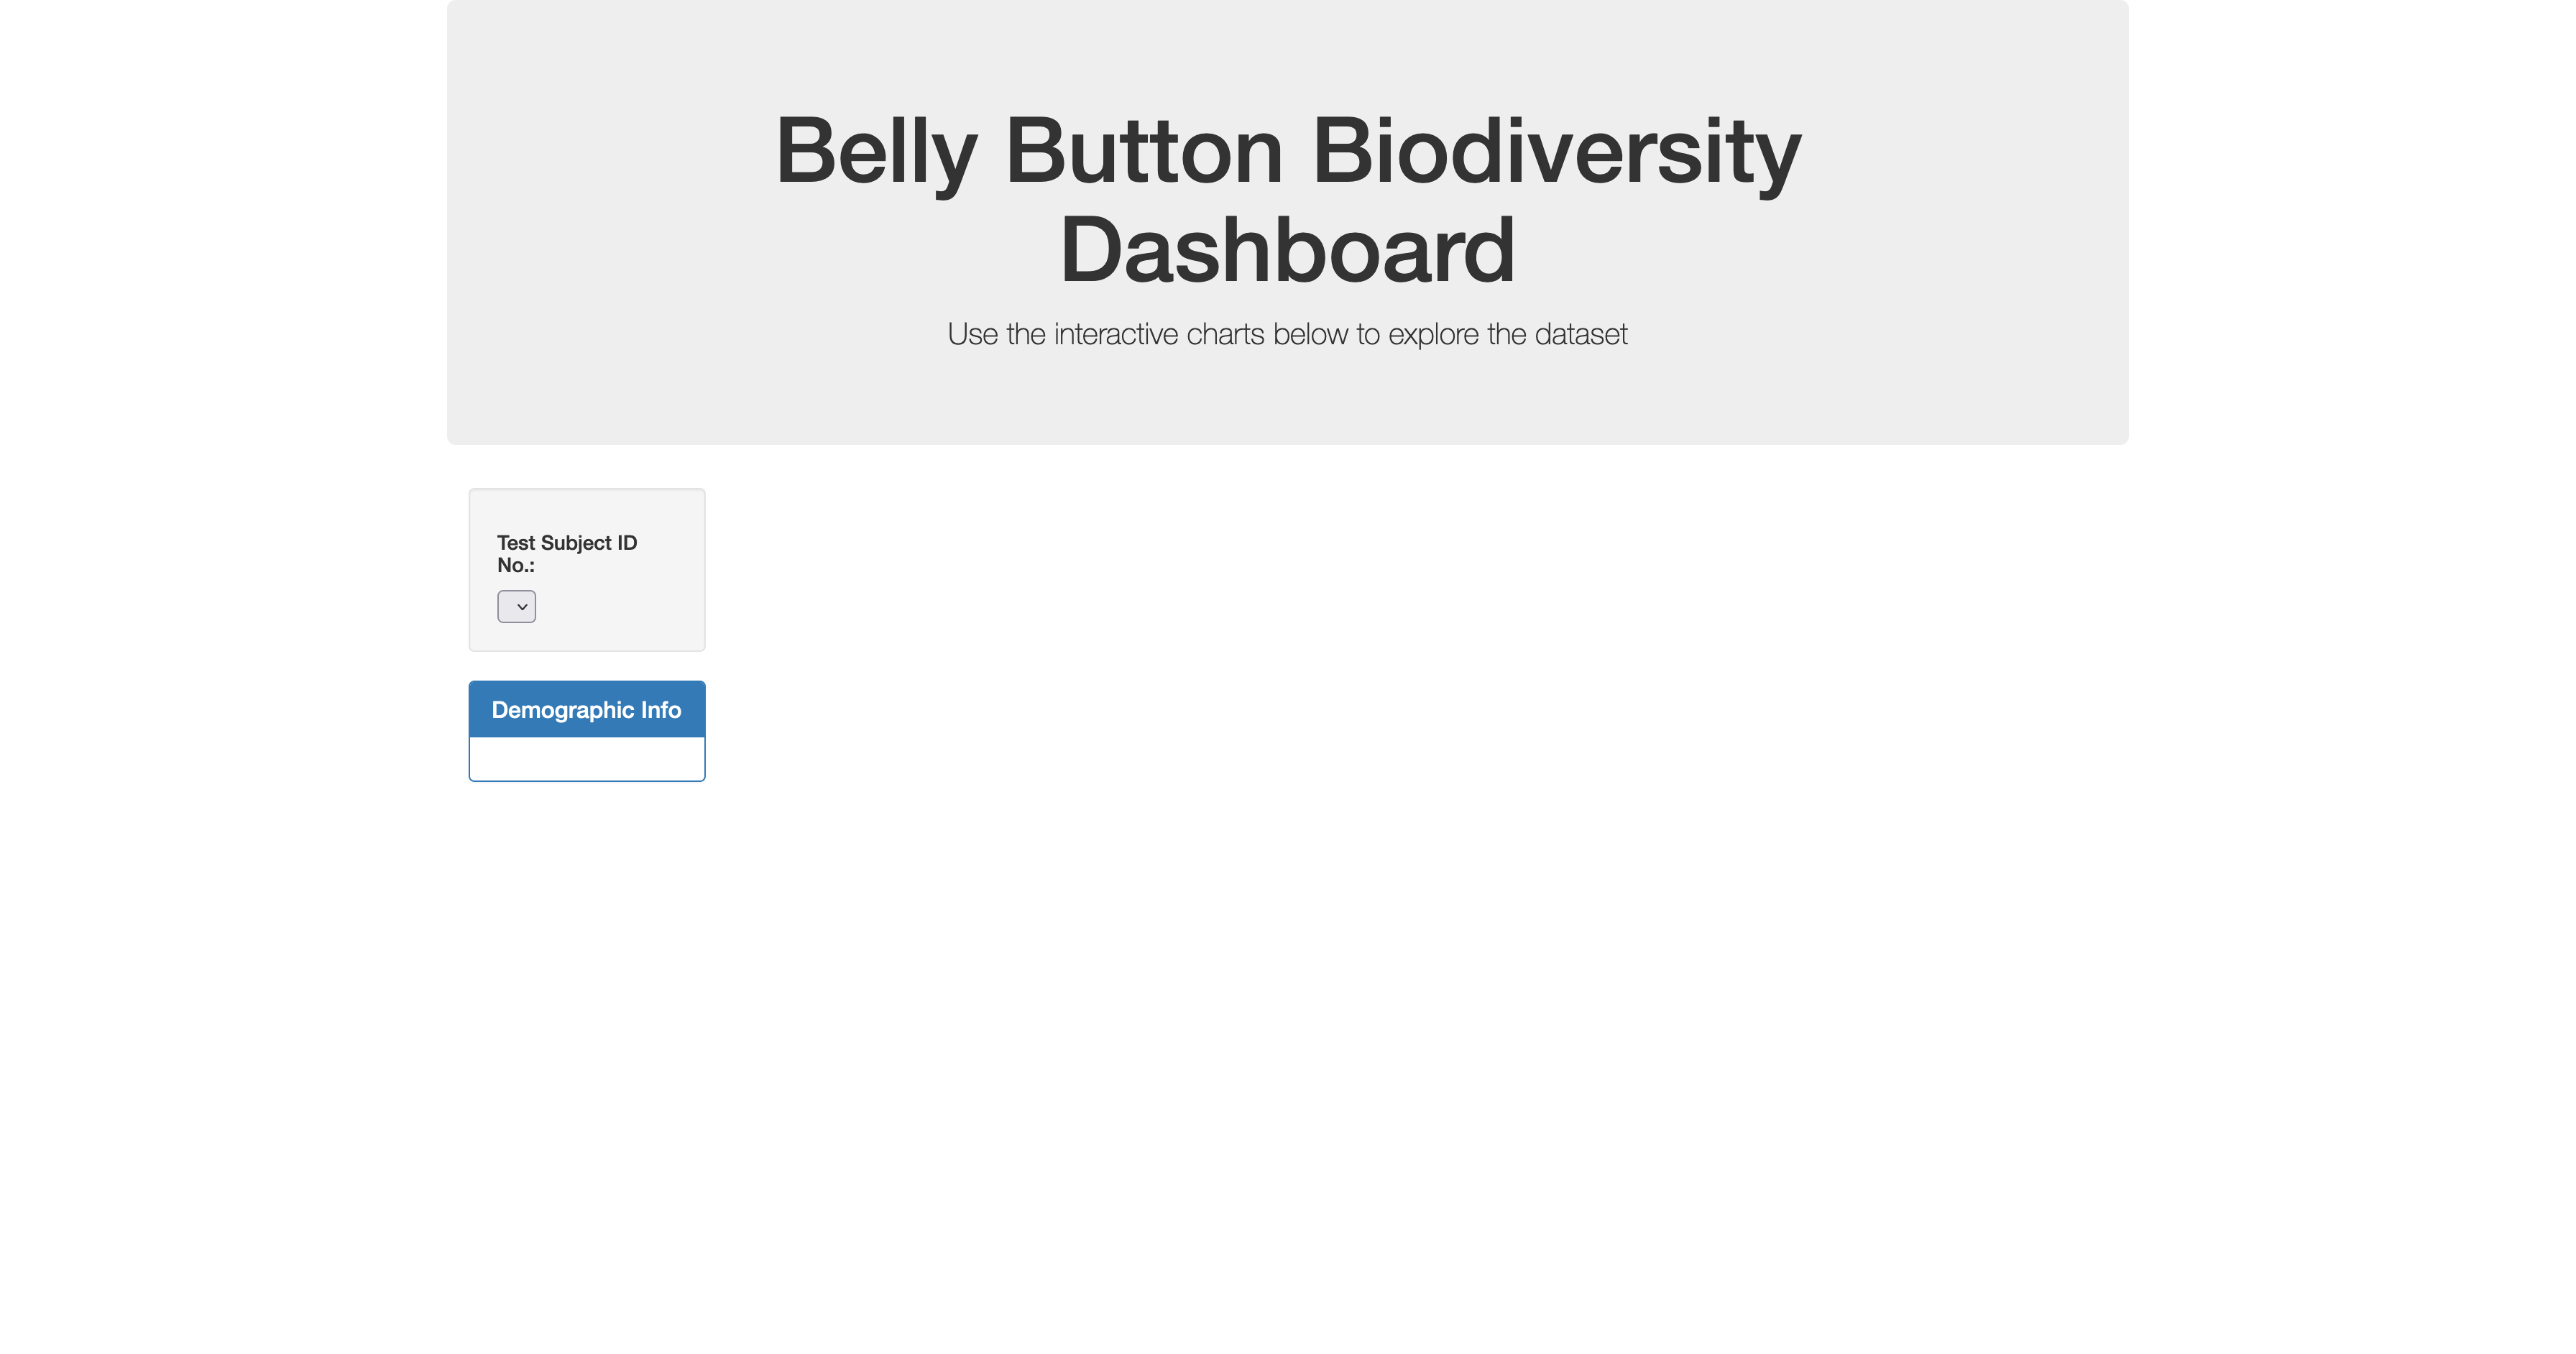 Belly Button Biodiversity
Dashboard
Use the interactive charts below to explore the dataset
Test Subject ID
No.:
Demographic Info